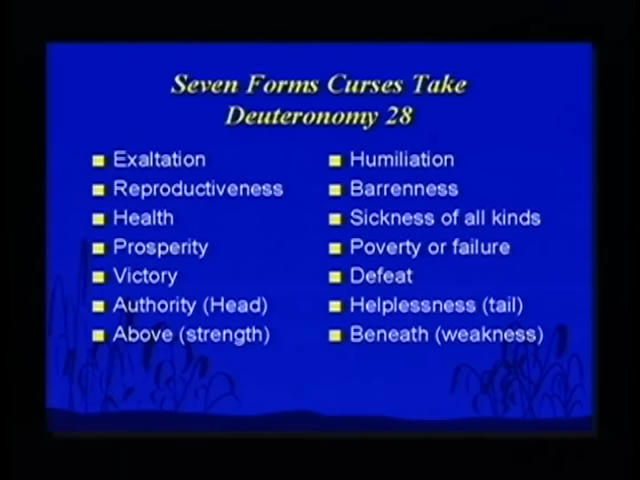 Seven Forms Curses Take
Deuteronomy 28
Exaltation
Reproductiveness
Health
Prosperity
Victory
Authority (Head)
Above (strength)
Humiliation
Barrenness
Sickness of all kinds
Poverty or failure
Defeat
Helplessness (tail)
Beneath (weakness)